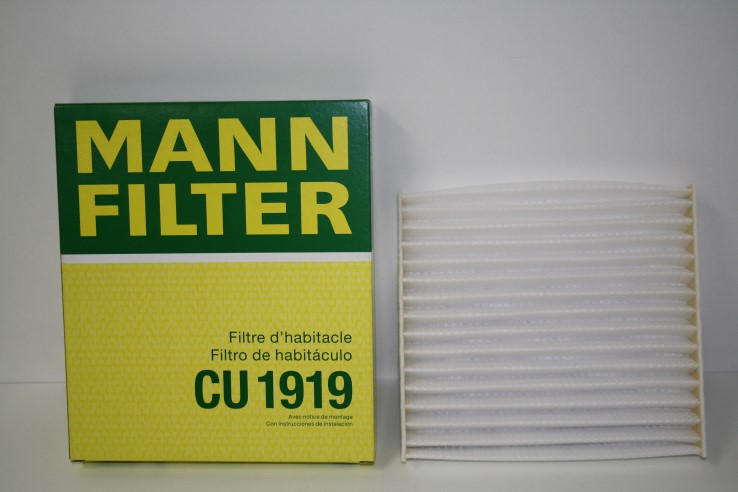 MANN
FILTER
Filtre d'habitacle
Filtro de habitáculo
CU 1919
Avec notice de montage
Con instrucciones de instalación